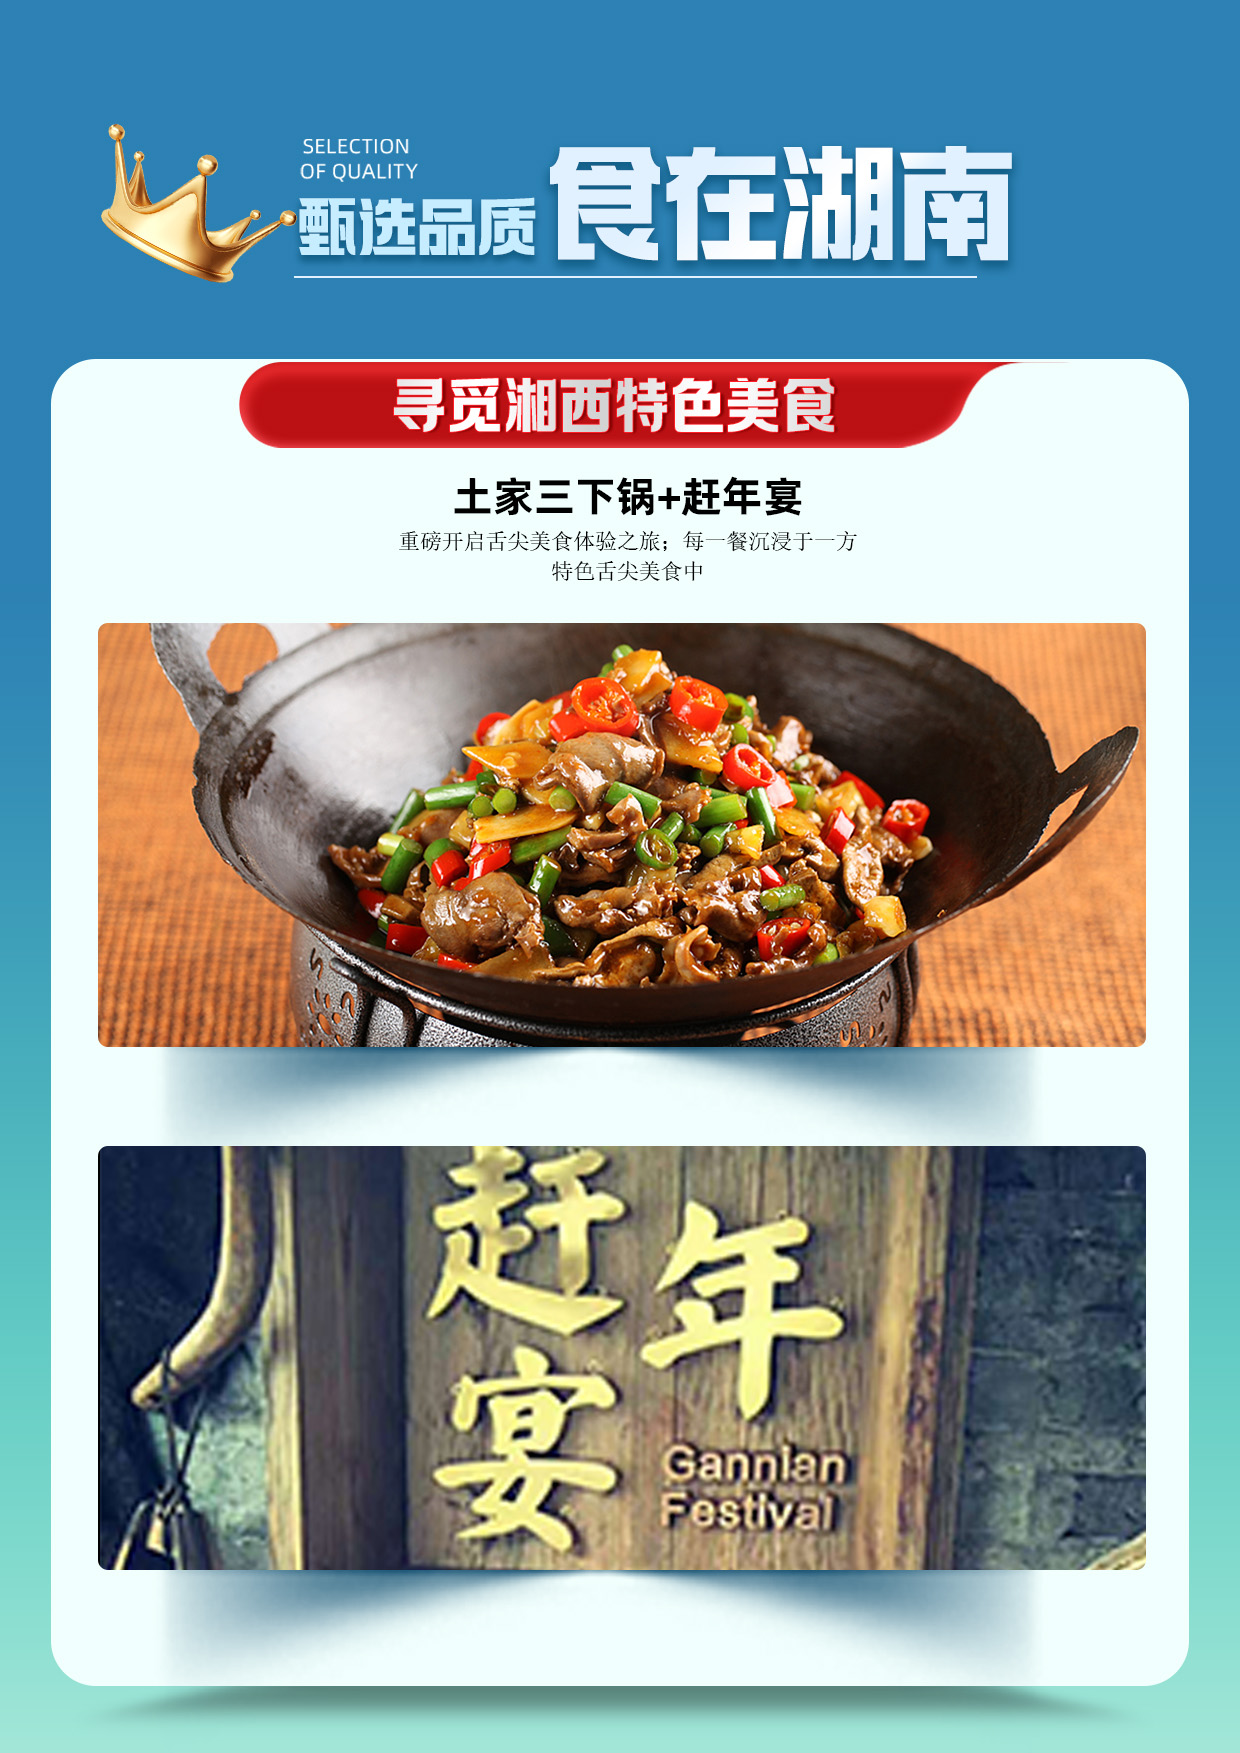 SELECTION
OF QUALITY
甄选品质 食在湖南
寻觅湘西特色美食
土家三下锅+赶年宴
重磅开启舌尖美食体验之旅；每一餐沉浸于一方
特色舌尖美食中
赶年
宴
Gannian
Festival